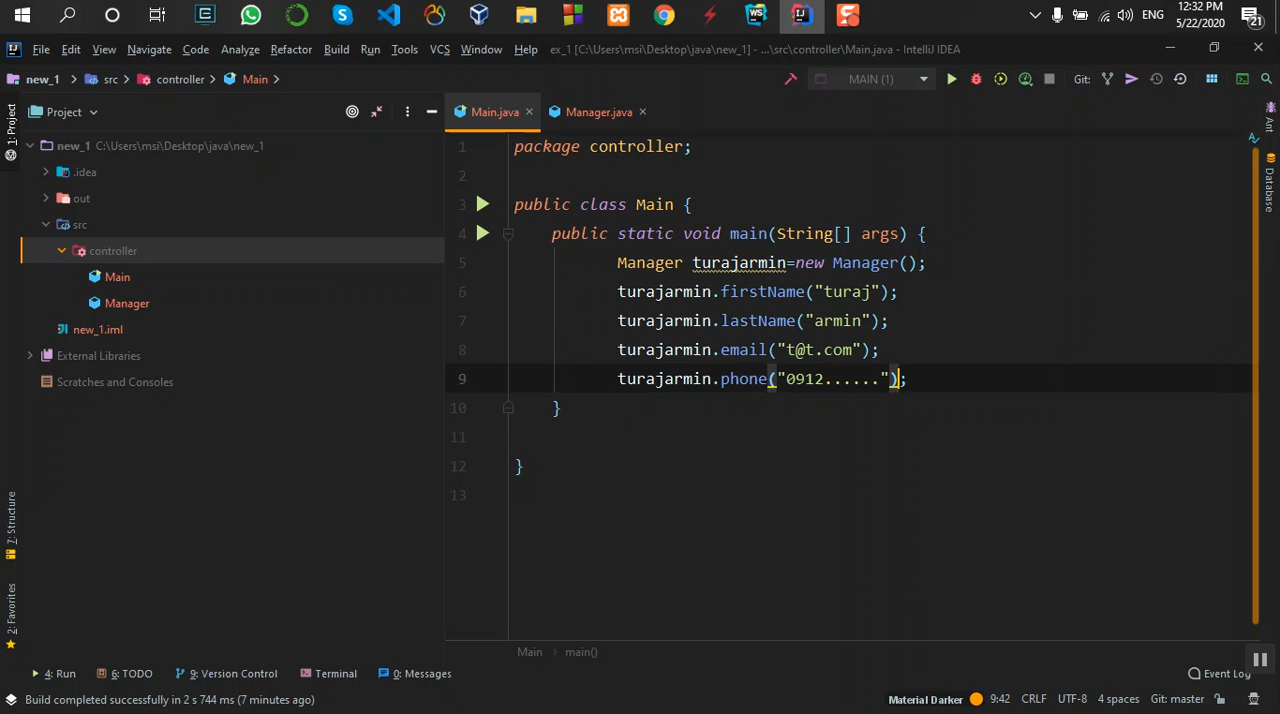 12:32 PM
ENG
5/22/2020
21
File Edit View Navigate Code Analyze Refactor Build Run Tools VCS Window Help ex_1 [C:\Users\msi\Desktop\java\new_1] - ...\src\controller\Main.java - IntelliJ IDEA
new_1 src controller Main MAIN (1) Git:
Project Main.java Manager.java
1: Project
Ant
Database
new_1 C:\Users\msi\Desktop\java\new_1
.idea
out
src
controller
Main
Manager
new_1.iml
External Libraries
Scratches and Consoles
1 package controller;
2
3 public class Main {
4 public static void main(String[] args) {
5 Manager turajarmin=new Manager();
6 turajarmin.firstName("turaj");
7 turajarmin.lastName("armin");
8 turajarmin.email("t@t.com");
9 turajarmin.phone("0912......");
10 }
11
12 }
13
7: Structure
2: Favorites
Main main()
4: Run 6: TODO 9: Version Control Terminal 0: Messages Event Log
Build completed successfully in 2 s 744 ms (7 minutes ago) Material Darker 9:42 CRLF UTF-8 4 spaces Git: master